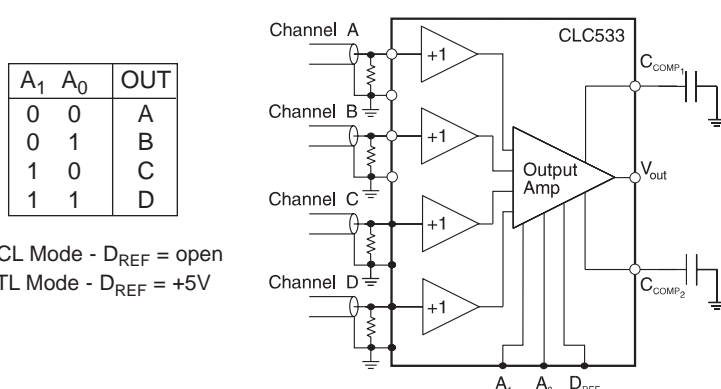 A1 A0 OUT
0 0 A
0 1 B
1 0 C
1 1 D
CL Mode - DREF = open
TL Mode - DREF = +5V
Channel A
Channel B
Channel C
Channel D
+1
+1
+1
+1
CLC533
Output
Amp
CCOMP1
Vout
CCOMP2
A1 A0 DREF